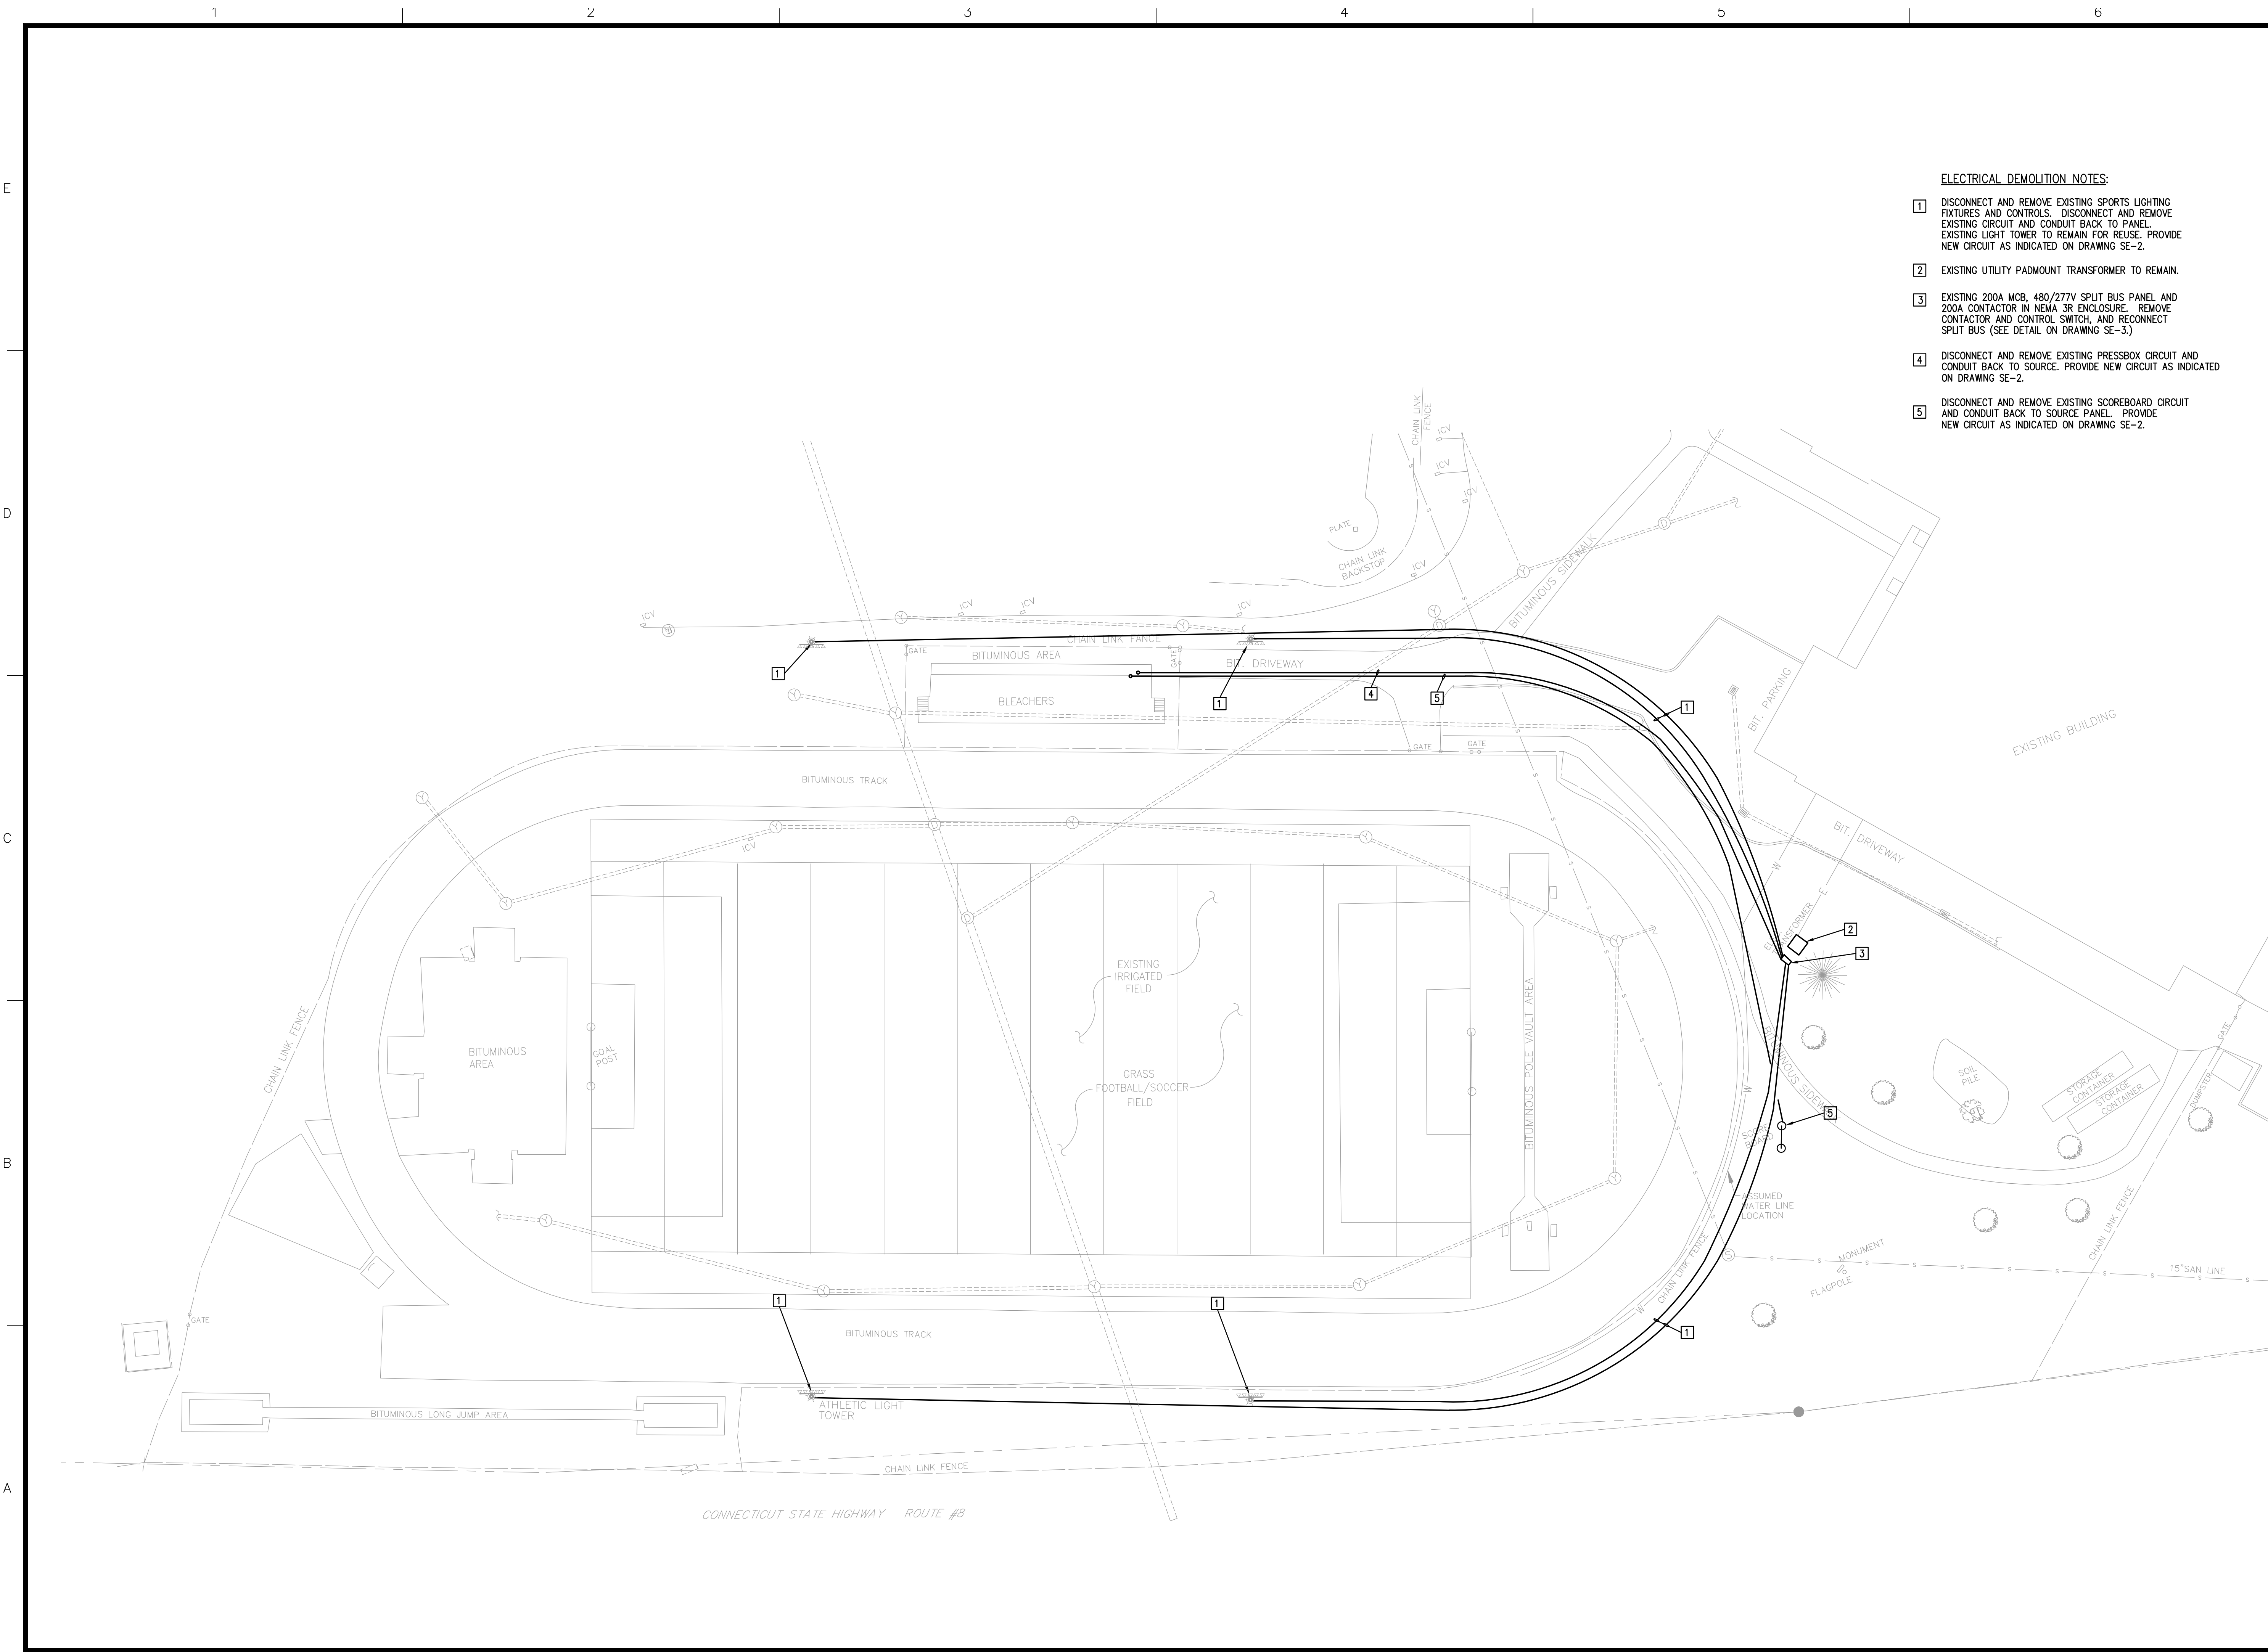 1 2 3 4 5 6
E
D
C
B
A
ELECTRICAL DEMOLITION NOTES:
1 DISCONNECT AND REMOVE EXISTING SPORTS LIGHTING
FIXTURES AND CONTROLS. DISCONNECT AND REMOVE
EXISTING CIRCUIT AND CONDUIT BACK TO PANEL.
EXISTING LIGHT TOWER TO REMAIN FOR REUSE. PROVIDE
NEW CIRCUIT AS INDICATED ON DRAWING SE-2.
2 EXISTING UTILITY PADMOUNT TRANSFORMER TO REMAIN.
3 EXISTING 200A MCB, 480/277V SPLIT BUS PANEL AND
200A CONTACTOR IN NEMA 3R ENCLOSURE. REMOVE
CONTACTOR AND CONTROL SWITCH, AND RECONNECT
SPLIT BUS (SEE DETAIL ON DRAWING SE-3.)
4 DISCONNECT AND REMOVE EXISTING PRESSBOX CIRCUIT AND
CONDUIT BACK TO SOURCE. PROVIDE NEW CIRCUIT AS INDICATED
ON DRAWING SE-2.
5 DISCONNECT AND REMOVE EXISTING SCOREBOARD CIRCUIT
AND CONDUIT BACK TO SOURCE PANEL. PROVIDE
NEW CIRCUIT AS INDICATED ON DRAWING SE-2.
CHAIN LINK
FENCE
ICV
ICV
ICV
PLATE
CHAIN LINK
BACKSTOP
ICV
BITUMINOUS SIDEWALK
ICV
ICV
ICV
ICV
CHAIN LINK FANCE
GATE
BITUMINOUS AREA
GATE
BIT. DRIVEWAY
1
BLEACHERS
1
4
5
1
BIT. PARKING
EXISTING BUILDING
GATE
GATE
BITUMINOUS TRACK
ICV
BIT. DRIVEWAY
W
E
TRANSFORMER
2
3
EXISTING
IRRIGATED
FIELD
BITUMINOUS POLE VAULT AREA
CHAIN LINK FENCE
BITUMINOUS
AREA
GOAL
POST
GRASS
FOOTBALL/SOCCER
FIELD
W
GATE
SOIL
PILE
STORAGE
CONTAINER
STORAGE
CONTAINER
DUMPSTER
5
ASSUMED
WATER LINE
LOCATION
CHAIN LINK FENCE
CHAIN LINK FENCE
S
MONUMENT
FLAGPOLE
15"SAN LINE
W
1
1
1
GATE
BITUMINOUS TRACK
ATHLETIC LIGHT
TOWER
BITUMINOUS LONG JUMP AREA
CHAIN LINK FENCE
CONNECTICUT STATE HIGHWAY ROUTE #8